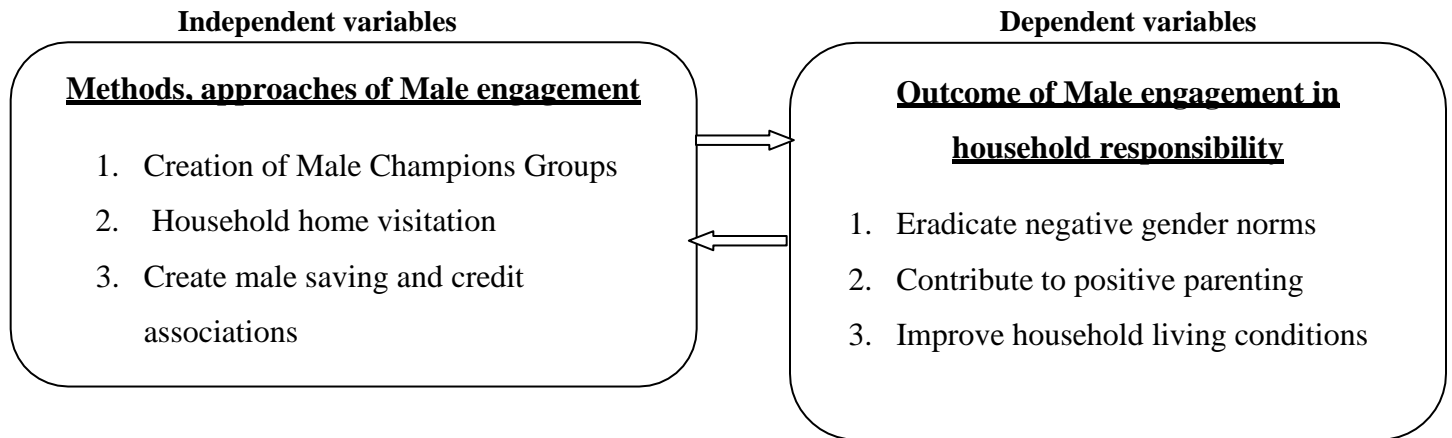 Independent variables
Methods, approaches of Male engagement
1. Creation of Male Champions Groups
2. Household home visitation
3. Create male saving and credit
associations
Dependent variables
Outcome of Male engagement in
household responsibility
1. Eradicate negative gender norms
2. Contribute to positive parenting
3. Improve household living conditions